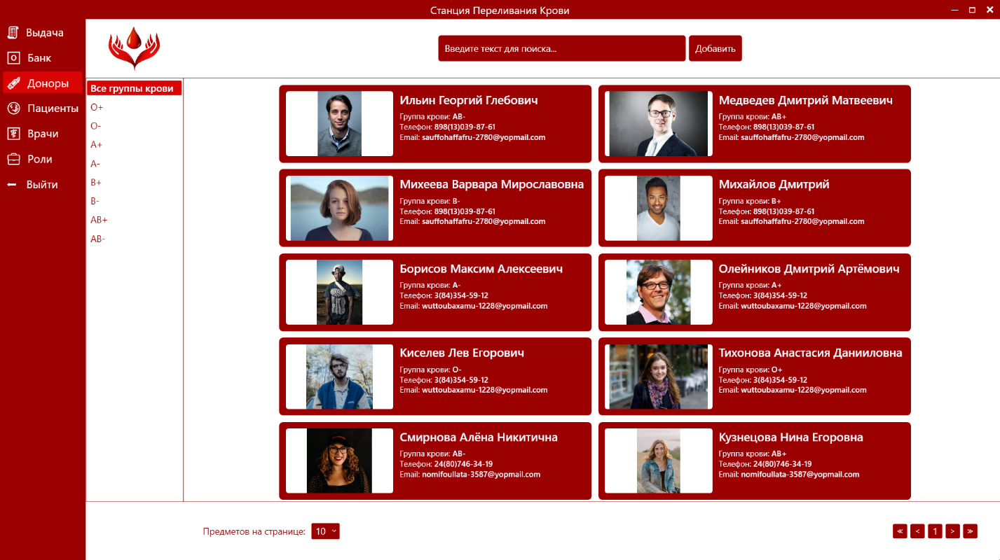 Станция Переливания Крови
Выдача
Банк
Доноры
Пациенты
Врачи
Роли
Выйти
Введите текст для поиска...
Добавить
Все группы крови
O+
O-
A+
A-
B+
B-
AB+
AB-
Ильин Георгий Глебович
Группа крови: AB-
Телефон: 898(13)039-87-61
Email: sauffohaffafru-2780@yopmail.com
Медведев Дмитрий Матвеевич
Группа крови: AB+
Телефон: 898(13)039-87-61
Email: sauffohaffafru-2780@yopmail.com
Михеева Варвара Мирославовна
Группа крови: B-
Телефон: 898(13)039-87-61
Email: sauffohaffafru-2780@yopmail.com
Михайлов Дмитрий
Группа крови: B+
Телефон: 898(13)039-87-61
Email: sauffohaffafru-2780@yopmail.com
Борисов Максим Алексеевич
Группа крови: A-
Телефон: 3(84)354-59-12
Email: wuttoubaxamu-1228@yopmail.com
Олейников Дмитрий Артёмович
Группа крови: A+
Телефон: 3(84)354-59-12
Email: wuttoubaxamu-1228@yopmail.com
Киселев Лев Егорович
Группа крови: O-
Телефон: 3(84)354-59-12
Email: wuttoubaxamu-1228@yopmail.com
Тихонова Анастасия Данииловна
Группа крови: O+
Телефон: 3(84)354-59-12
Email: wuttoubaxamu-1228@yopmail.com
Смирнова Алёна Никитична
Группа крови: AB-
Телефон: 24(80)746-34-19
Email: nomifoullata-3587@yopmail.com
Кузнецова Нина Егоровна
Группа крови: AB+
Телефон: 24(80)746-34-19
Email: nomifoullata-3587@yopmail.com
Предметов на странице: 10
« < 1 > »